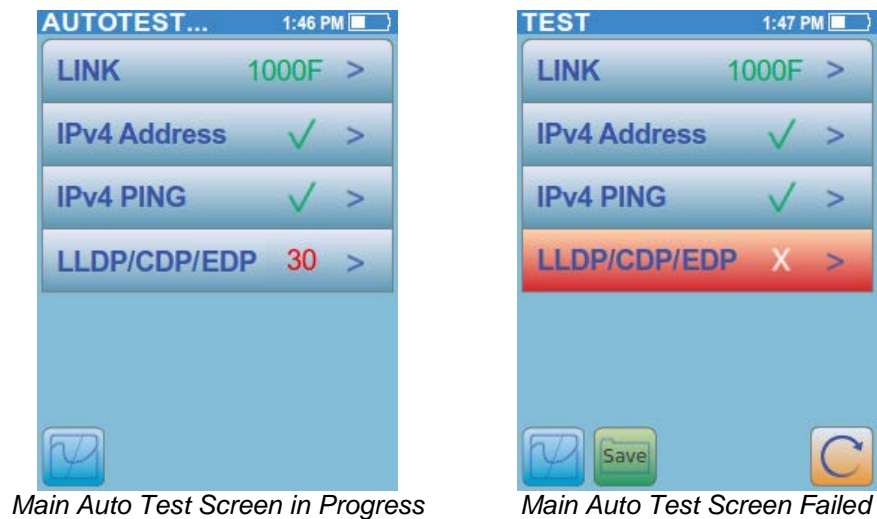 AUTOTEST... 1:46 PM
LINK 1000F >
IPv4 Address ✓ >
IPv4 PING ✓ >
LLDP/CDP/EDP 30 >
Main Auto Test Screen in Progress
TEST 1:47 PM
LINK 1000F >
IPv4 Address ✓ >
IPv4 PING ✓ >
LLDP/CDP/EDP X >
Save
Main Auto Test Screen Failed